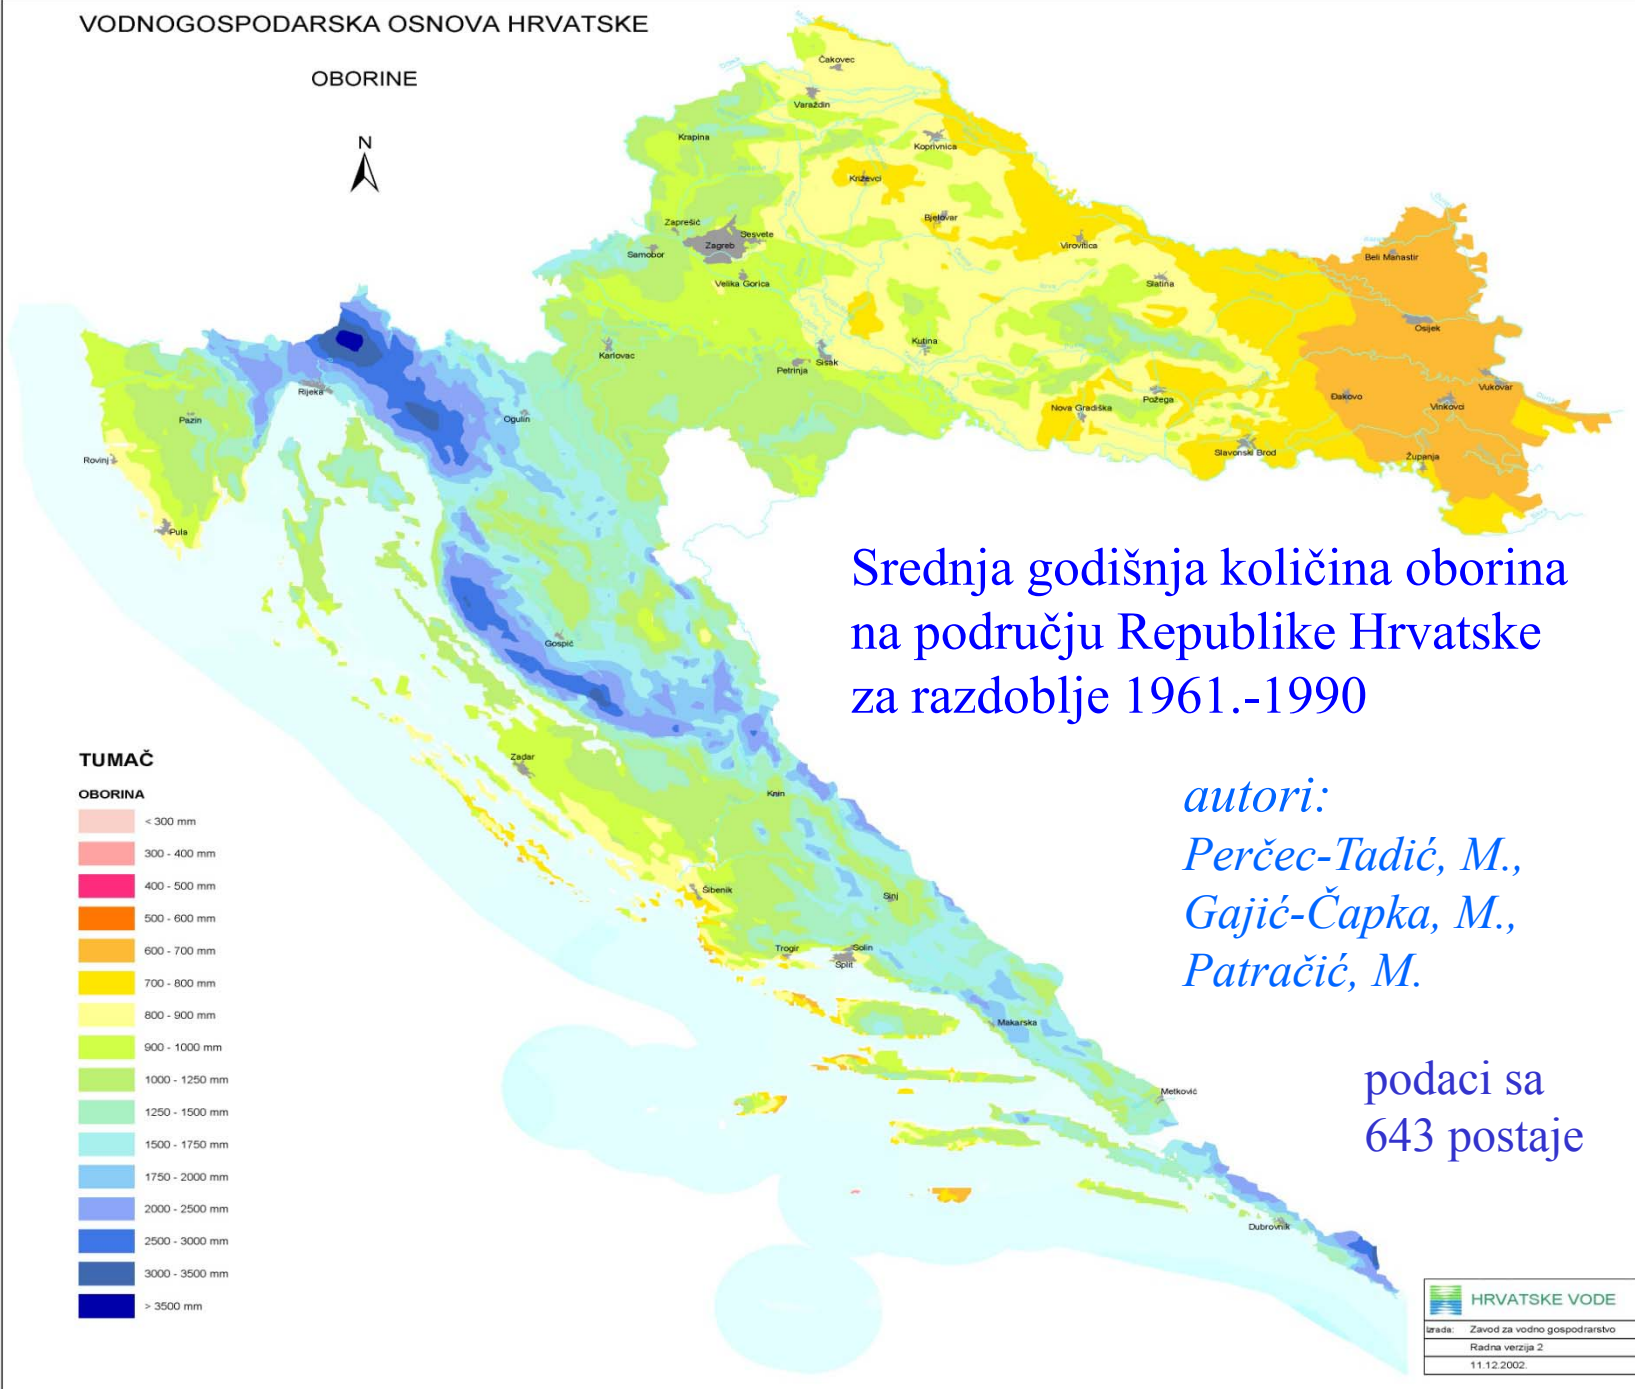 VODNOGOSPODARSKA OSNOVA HRVATSKE
OBORINE
N
Čakovec
Varaždin
Krapina
Koprivnica
Križevci
Bjelovar
Zaprešić
Sesvete
Zagreb
Samobor
Virovitica
Beli Manastir
Velika Gorica
Slatina
Osijek
Kutina
Karlovac
Sisak
Petrinja
Rijeka
Vukovar
Požega
Đakovo
Vinkovci
Nova Gradiška
Pazin
Ogulin
Slavonski Brod
Županja
Rovinj
Pula
Srednja godišnja količina oborina
na području Republike Hrvatske
za razdoblje 1961.-1990
Gospić
Zadar
Knin
autori:
Perčec-Tadić, M.,
Gajić-Čapka, M.,
Patračić, M.
Šibenik
Sinj
Trogir
Solin
Split
Makarska
Metković
Dubrovnik
podaci sa
643 postaje
TUMAČ
OBORINA
< 300 mm
300 - 400 mm
400 - 500 mm
500 - 600 mm
600 - 700 mm
700 - 800 mm
800 - 900 mm
900 - 1000 mm
1000 - 1250 mm
1250 - 1500 mm
1500 - 1750 mm
1750 - 2000 mm
2000 - 2500 mm
2500 - 3000 mm
3000 - 3500 mm
> 3500 mm
HRVATSKE VODE
Izrada: Zavod za vodno gospodrarstvo
Radna verzija 2
11.12.2002.